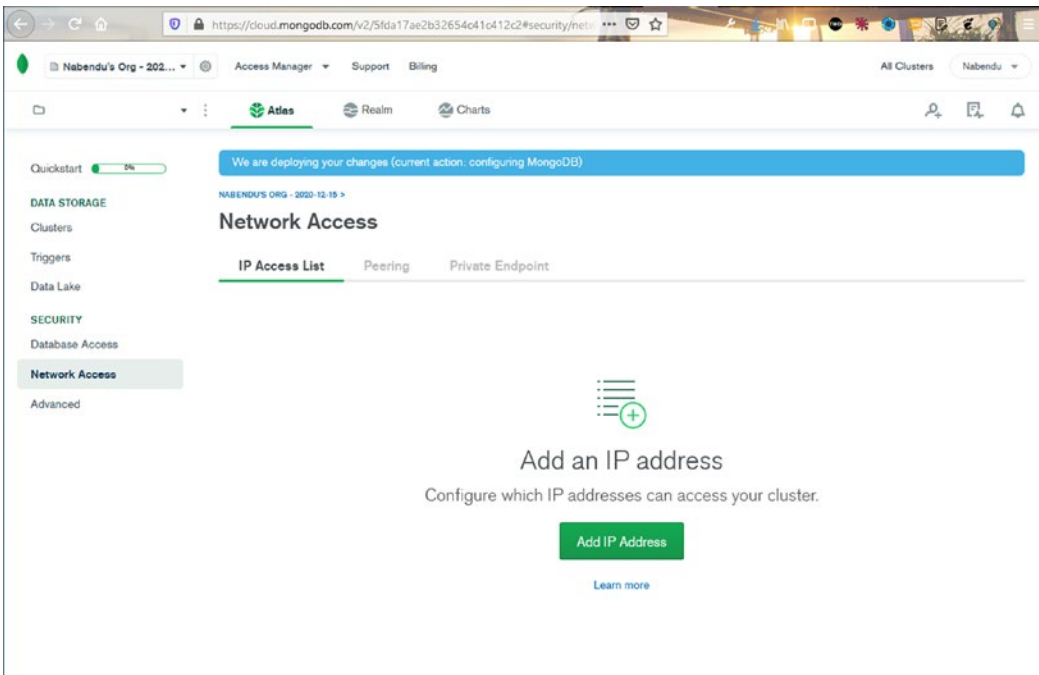 https://cloud.mongodb.com/v2/5fda17ae2b32654c41c412c2#security/net
Nabendu's Org - 202...
Access Manager
Support
Billing
All Clusters
Nabendu
Atlas
Realm
Charts
Quickstart
0%
We are deploying your changes (current action: configuring MongoDB)
NABENDU'S ORG - 2020-12-15 >
Network Access
DATA STORAGE
Clusters
Triggers
Data Lake
SECURITY
Database Access
Network Access
Advanced
IP Access List
Peering
Private Endpoint
Add an IP address
Configure which IP addresses can access your cluster.
Add IP Address
Learn more